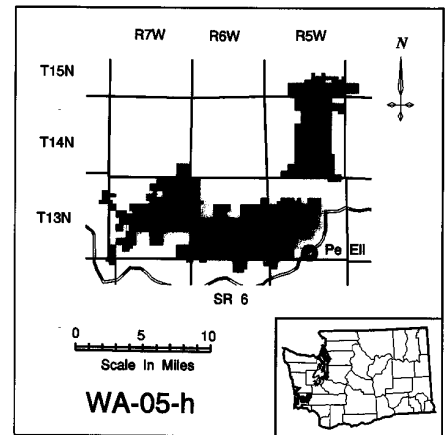 R7W R6W R5W
N
T15N
T14N
T13N
Pe Ell
SR 6
0 5 10
Scale In Miles
WA-05-h